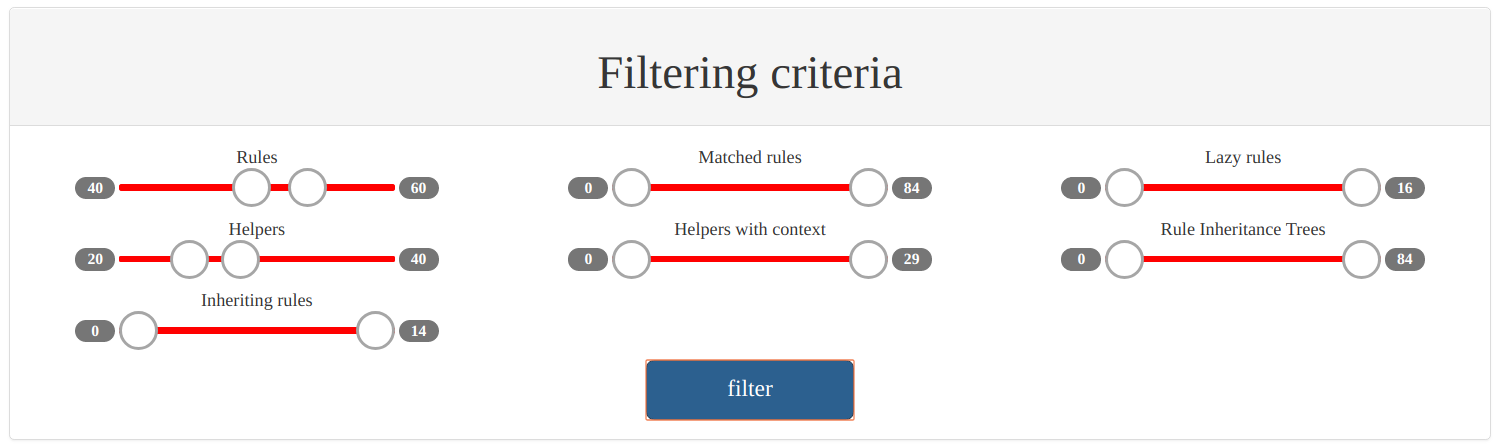 Filtering criteria
Rules
40 60
Matched rules
0 84
Lazy rules
0 16
Helpers
20 40
Helpers with context
0 29
Rule Inheritance Trees
0 84
Inheriting rules
0 14
filter